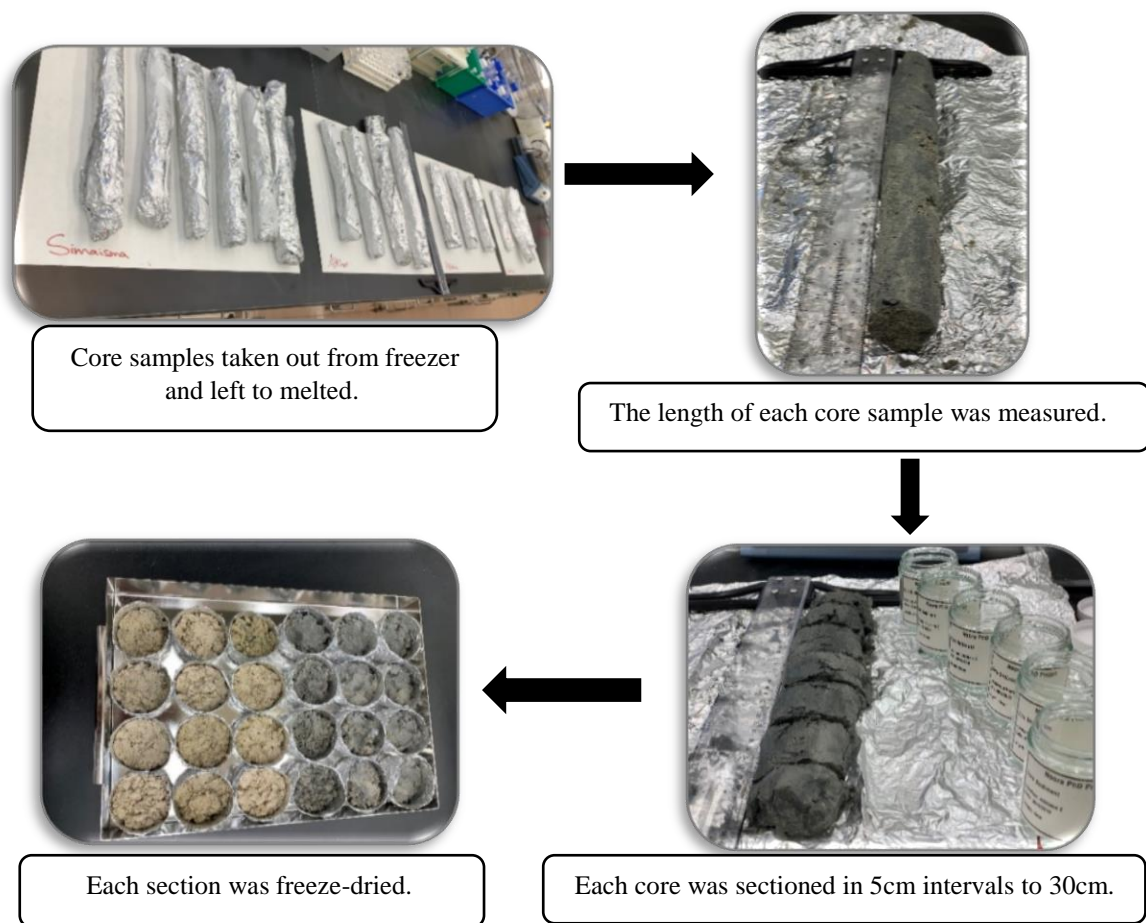 Simaisma
Core samples taken out from freezer
and left to melted.
The length of each core sample was measured.
Each section was freeze-dried.
Each core was sectioned in 5cm intervals to 30cm.